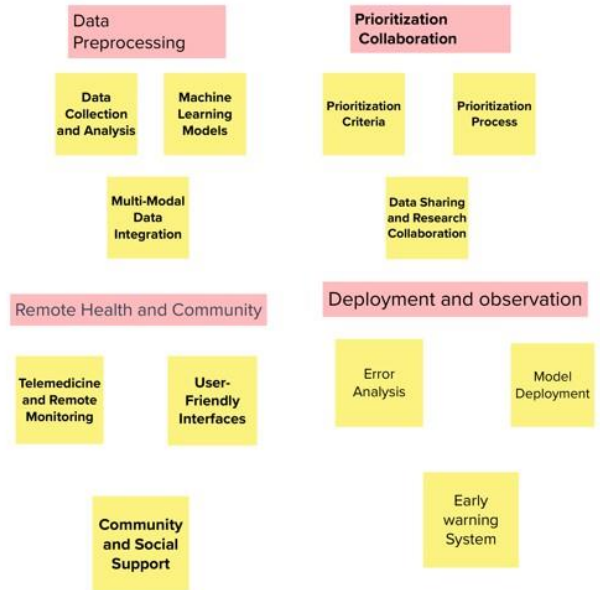 Data
Preprocessing
Data
Collection
and Analysis
Machine
Learning
Models
Multi-Modal
Data
Integration
Prioritization
Collaboration
Prioritization
Criteria
Prioritization
Process
Data Sharing
and Research
Collaboration
Remote Health and Community
Telemedicine
and Remote
Monitoring
User-
Friendly
Interfaces
Community
and Social
Support
Deployment and observation
Error
Analysis
Model
Deployment
Early
warning
System